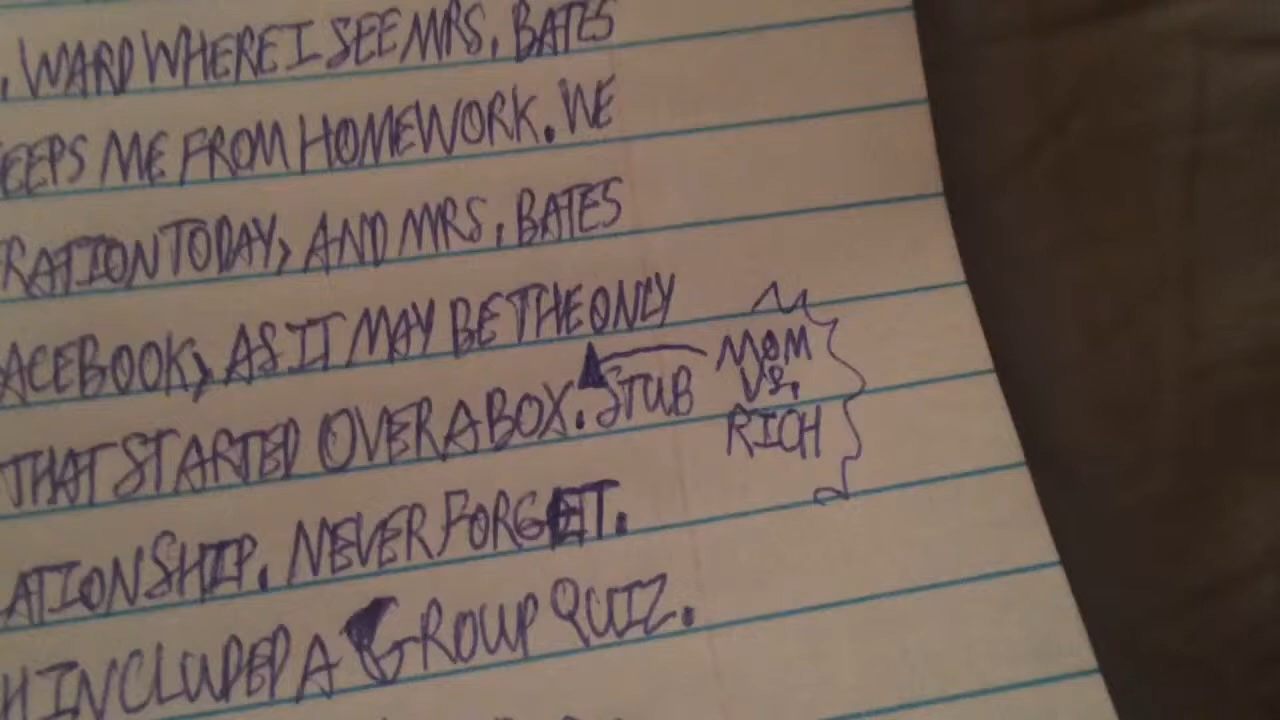 . WARD WHERE I SEE MRS. BATES
EEPS ME FROM HOMEWORK. WE
RATION TODAY, AND MRS. BATES
ACEBOOK, AS IT MAY BE THE ONLY
THAT STARTED OVER A BOX. STUB
MOM
VS.
RICH
ATIONSHIP. NEVER FORGET.
H INCLUDED A GROUP QUIZ.